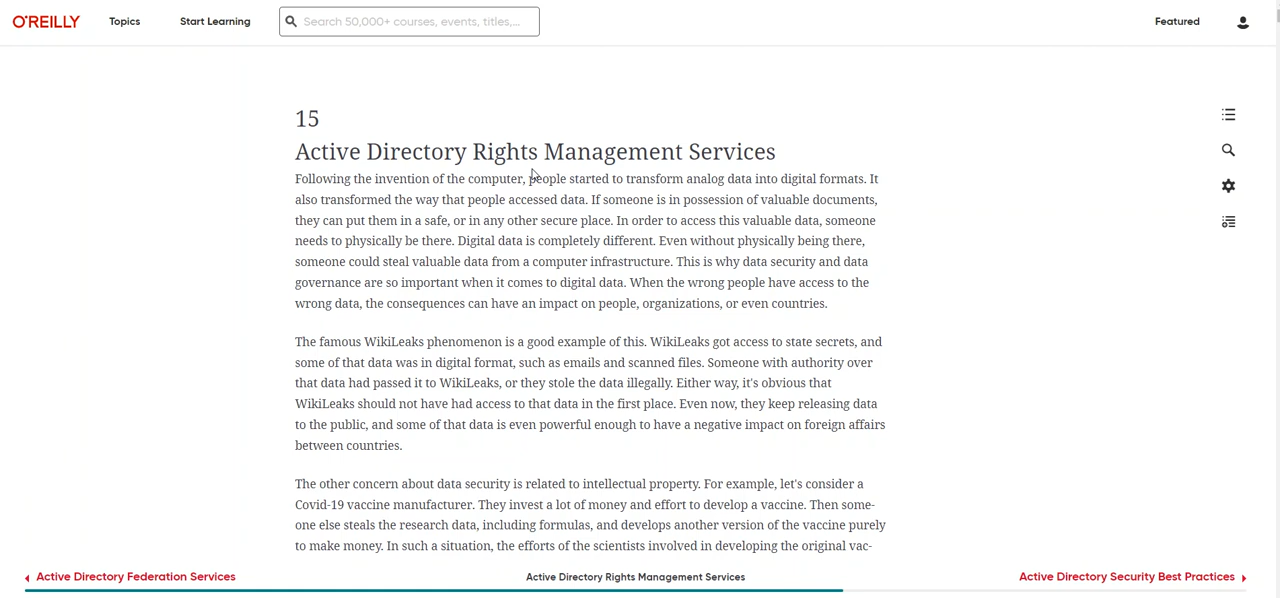 O'REILLY Topics Start Learning Search 50,000+ courses, events, titles,... Featured
15
Active Directory Rights Management Services
Following the invention of the computer, people started to transform analog data into digital formats. It
also transformed the way that people accessed data. If someone is in possession of valuable documents,
they can put them in a safe, or in any other secure place. In order to access this valuable data, someone
needs to physically be there. Digital data is completely different. Even without physically being there,
someone could steal valuable data from a computer infrastructure. This is why data security and data
governance are so important when it comes to digital data. When the wrong people have access to the
wrong data, the consequences can have an impact on people, organizations, or even countries.
The famous WikiLeaks phenomenon is a good example of this. WikiLeaks got access to state secrets, and
some of that data was in digital format, such as emails and scanned files. Someone with authority over
that data had passed it to WikiLeaks, or they stole the data illegally. Either way, it's obvious that
WikiLeaks should not have had access to that data in the first place. Even now, they keep releasing data
to the public, and some of that data is even powerful enough to have a negative impact on foreign affairs
between countries.
The other concern about data security is related to intellectual property. For example, let's consider a
Covid-19 vaccine manufacturer. They invest a lot of money and effort to develop a vaccine. Then some-
one else steals the research data, including formulas, and develops another version of the vaccine purely
to make money. In such a situation, the efforts of the scientists involved in developing the original vac-
Active Directory Federation Services Active Directory Rights Management Services Active Directory Security Best Practices